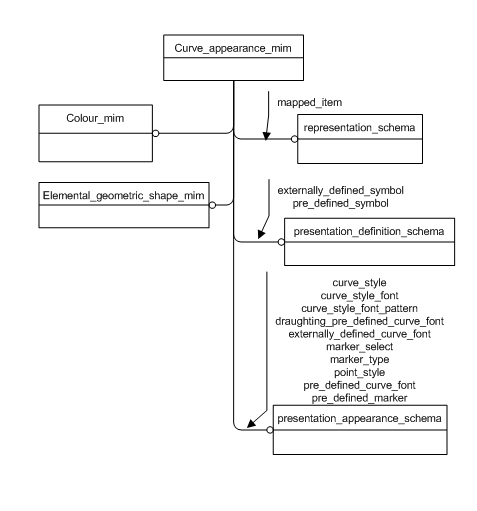 Curve_appearance_mim
mapped_item
Colour_mim
representation_schema
externally_defined_symbol
pre_defined_symbol
Elemental_geometric_shape_mim
presentation_definition_schema
curve_style
curve_style_font
curve_style_font_pattern
draughting_pre_defined_curve_font
externally_defined_curve_font
marker_select
marker_type
point_style
pre_defined_curve_font
pre_defined_marker
presentation_appearance_schema